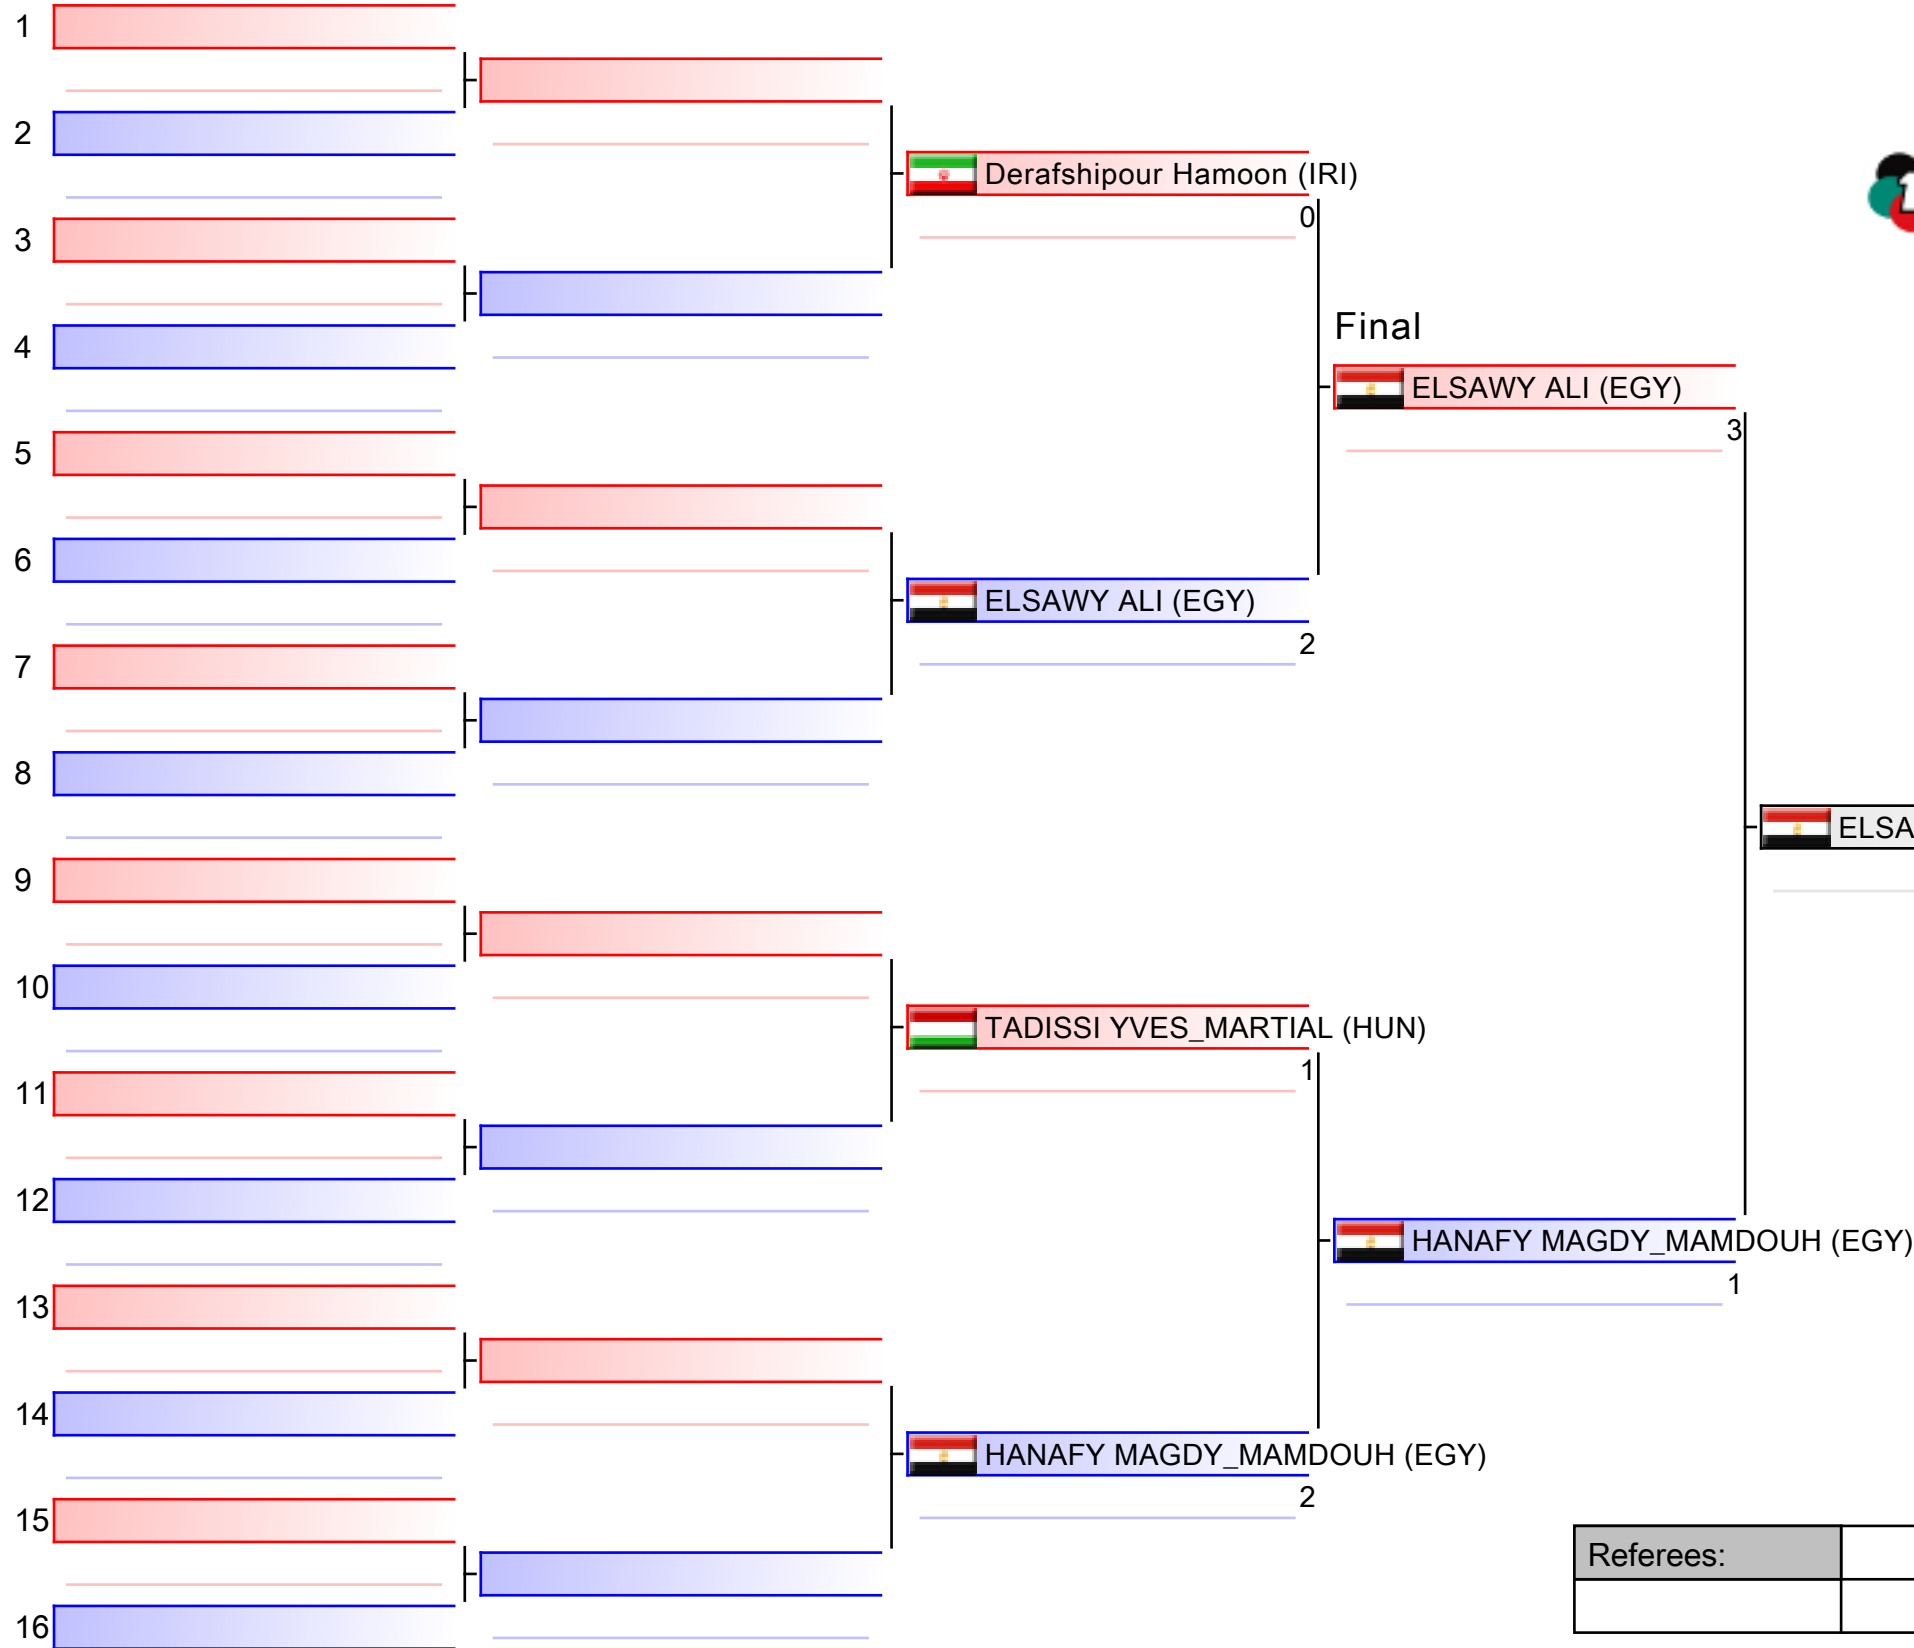 1
2
Derafshipour Hamoon (IRI)
0
3
Final
4
ELSAWY ALI (EGY)
3
5
6
ELSAWY ALI (EGY)
2
7
8
ELSA
9
10
TADISSI YVES_MARTIAL (HUN)
1
11
12
HANAFY MAGDY_MAMDOUH (EGY)
1
13
14
HANAFY MAGDY_MAMDOUH (EGY)
2
15
Referees:
16